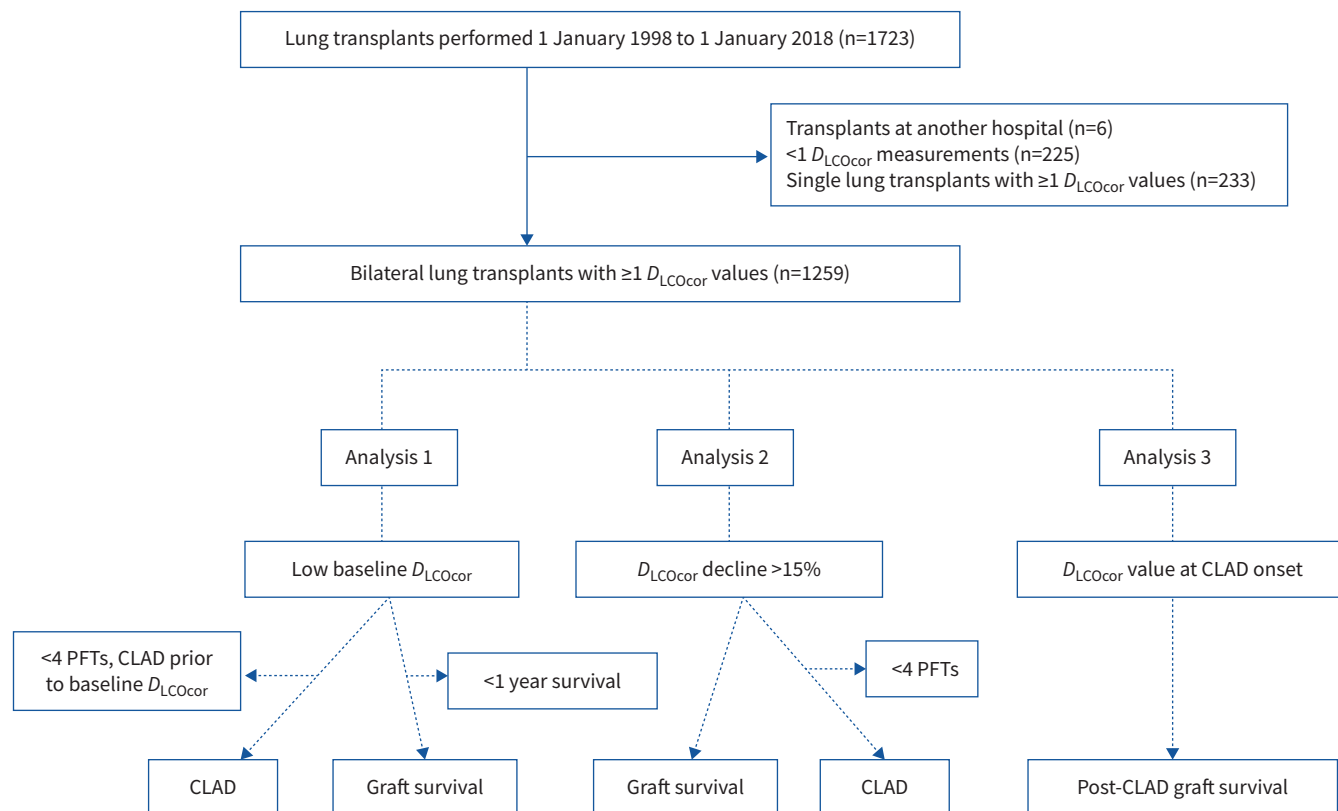 Lung transplants performed 1 January 1998 to 1 January 2018 (n=1723)
Transplants at another hospital (n=6)
<1 DLCOcor measurements (n=225)
Single lung transplants with ≥1 DLCOcor values (n=233)
Bilateral lung transplants with ≥1 DLCOcor values (n=1259)
Analysis 1
Analysis 2
Analysis 3
Low baseline DLCOcor
DLCOcor decline >15%
DLCOcor value at CLAD onset
<4 PFTs, CLAD prior
to baseline DLCOcor
<1 year survival
<4 PFTs
CLAD
Graft survival
Graft survival
CLAD
Post-CLAD graft survival